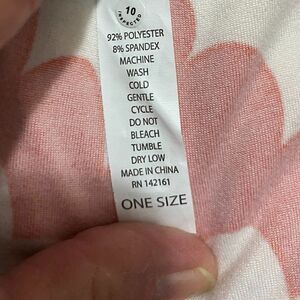 10
INSPECTED
92% POLYESTER
8% SPANDEX
MACHINE
WASH
COLD
GENTLE
CYCLE
DO NOT
BLEACH
TUMBLE
DRY LOW
MADE IN CHINA
RN 142161
ONE SIZE